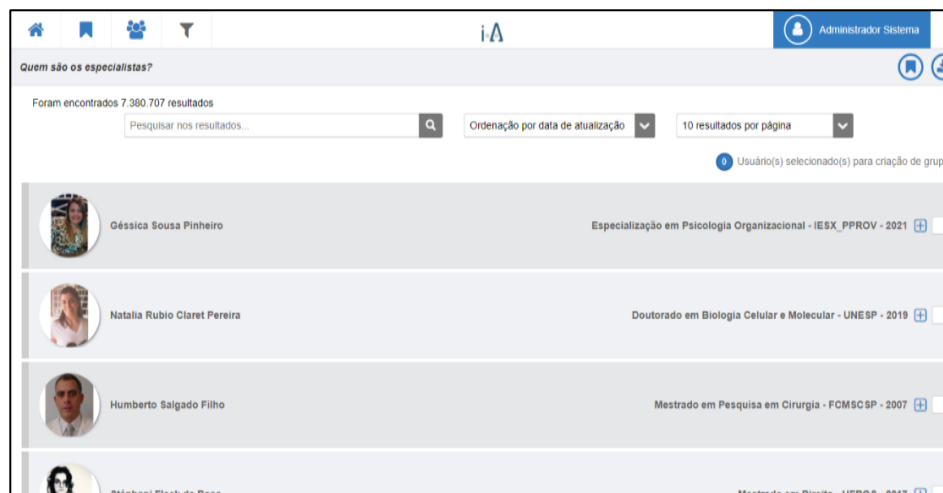 i·A
Administrador Sistema
Quem são os especialistas?
Foram encontrados 7.380.707 resultados
Pesquisar nos resultados...
Ordenação por data de atualização
10 resultados por página
0 Usuário(s) selecionado(s) para criação de grup
Géssica Sousa Pinheiro
Especialização em Psicologia Organizacional - IESX_PPROV - 2021
Natalia Rubio Claret Pereira
Doutorado em Biologia Celular e Molecular - UNESP - 2019
Humberto Salgado Filho
Mestrado em Pesquisa em Cirurgia - FCMSCSP - 2007